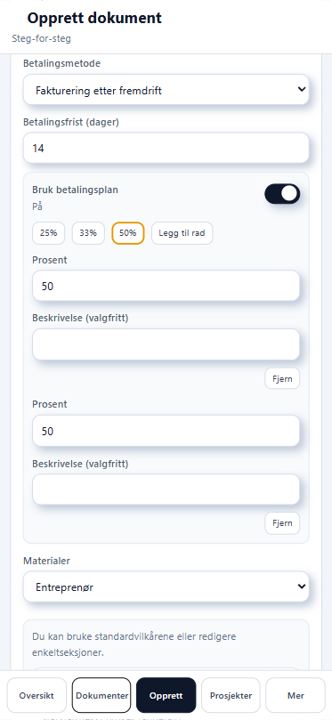 Opprett dokument
Steg-for-steg
Betalingsmetode
Fakturering etter fremdrift
Betalingsfrist (dager)
14
Bruk betalingsplan
På
25% 33% 50% Legg til rad
Prosent
50
Beskrivelse (valgfritt)
Fjern
Prosent
50
Beskrivelse (valgfritt)
Fjern
Materialer
Entreprenør
Du kan bruke standardvilkårene eller redigere
enkeltseksjoner.
Oversikt Dokumenter Opprett Prosjekter Mer